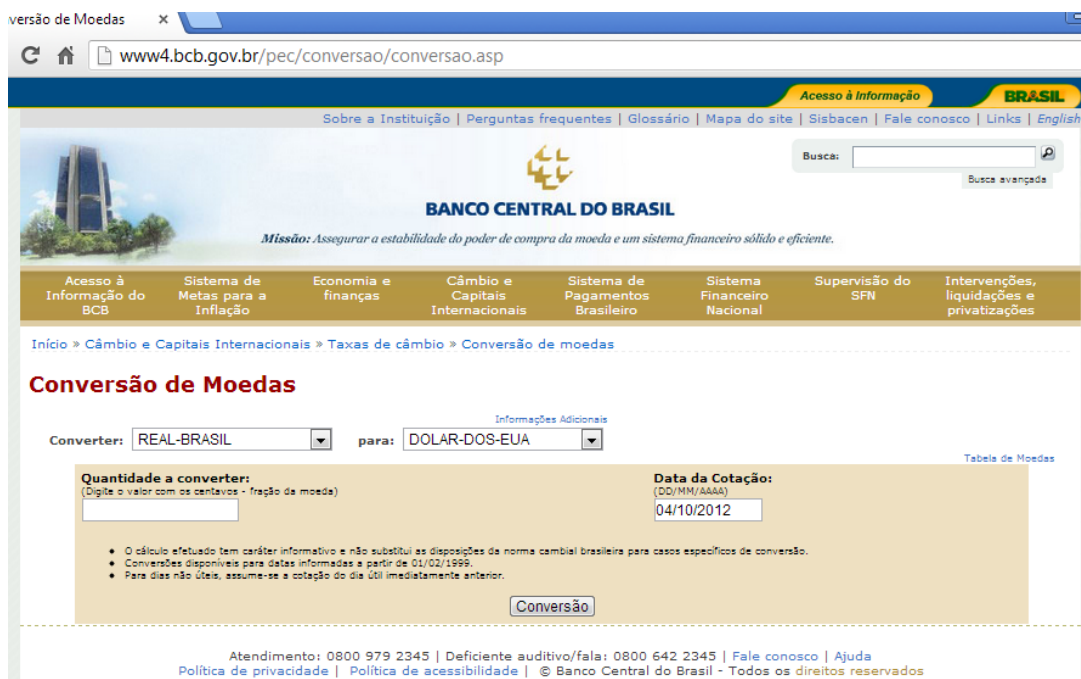 versão de Moedas
www4.bcb.gov.br/pec/conversao/conversao.asp
Acesso à Informação BRASIL
Sobre a Instituição | Perguntas frequentes | Glossário | Mapa do site | Sisbacen | Fale conosco | Links | English
Busca:
Busca avançada
BANCO CENTRAL DO BRASIL
Missão: Assegurar a estabilidade do poder de compra da moeda e um sistema financeiro sólido e eficiente.
Acesso à Informação do BCB
Sistema de Metas para a Inflação
Economia e finanças
Câmbio e Capitais Internacionais
Sistema de Pagamentos Brasileiro
Sistema Financeiro Nacional
Supervisão do SFN
Intervenções, liquidações e privatizações
Início » Câmbio e Capitais Internacionais » Taxas de câmbio » Conversão de moedas
Conversão de Moedas
Informações Adicionais
Converter: REAL-BRASIL para: DOLAR-DOS-EUA
Tabela de Moedas
Quantidade a converter:
(Digite o valor com os centavos - fração da moeda)
Data da Cotação:
(DD/MM/AAAA)
04/10/2012
• O cálculo efetuado tem caráter informativo e não substitui as disposições da norma cambial brasileira para casos específicos de conversão.
• Conversões disponíveis para datas informadas a partir de 01/02/1999.
• Para dias não úteis, assume-se a cotação do dia útil imediatamente anterior.
Conversão
Atendimento: 0800 979 2345 | Deficiente auditivo/fala: 0800 642 2345 | Fale conosco | Ajuda
Política de privacidade | Política de acessibilidade | © Banco Central do Brasil - Todos os direitos reservados